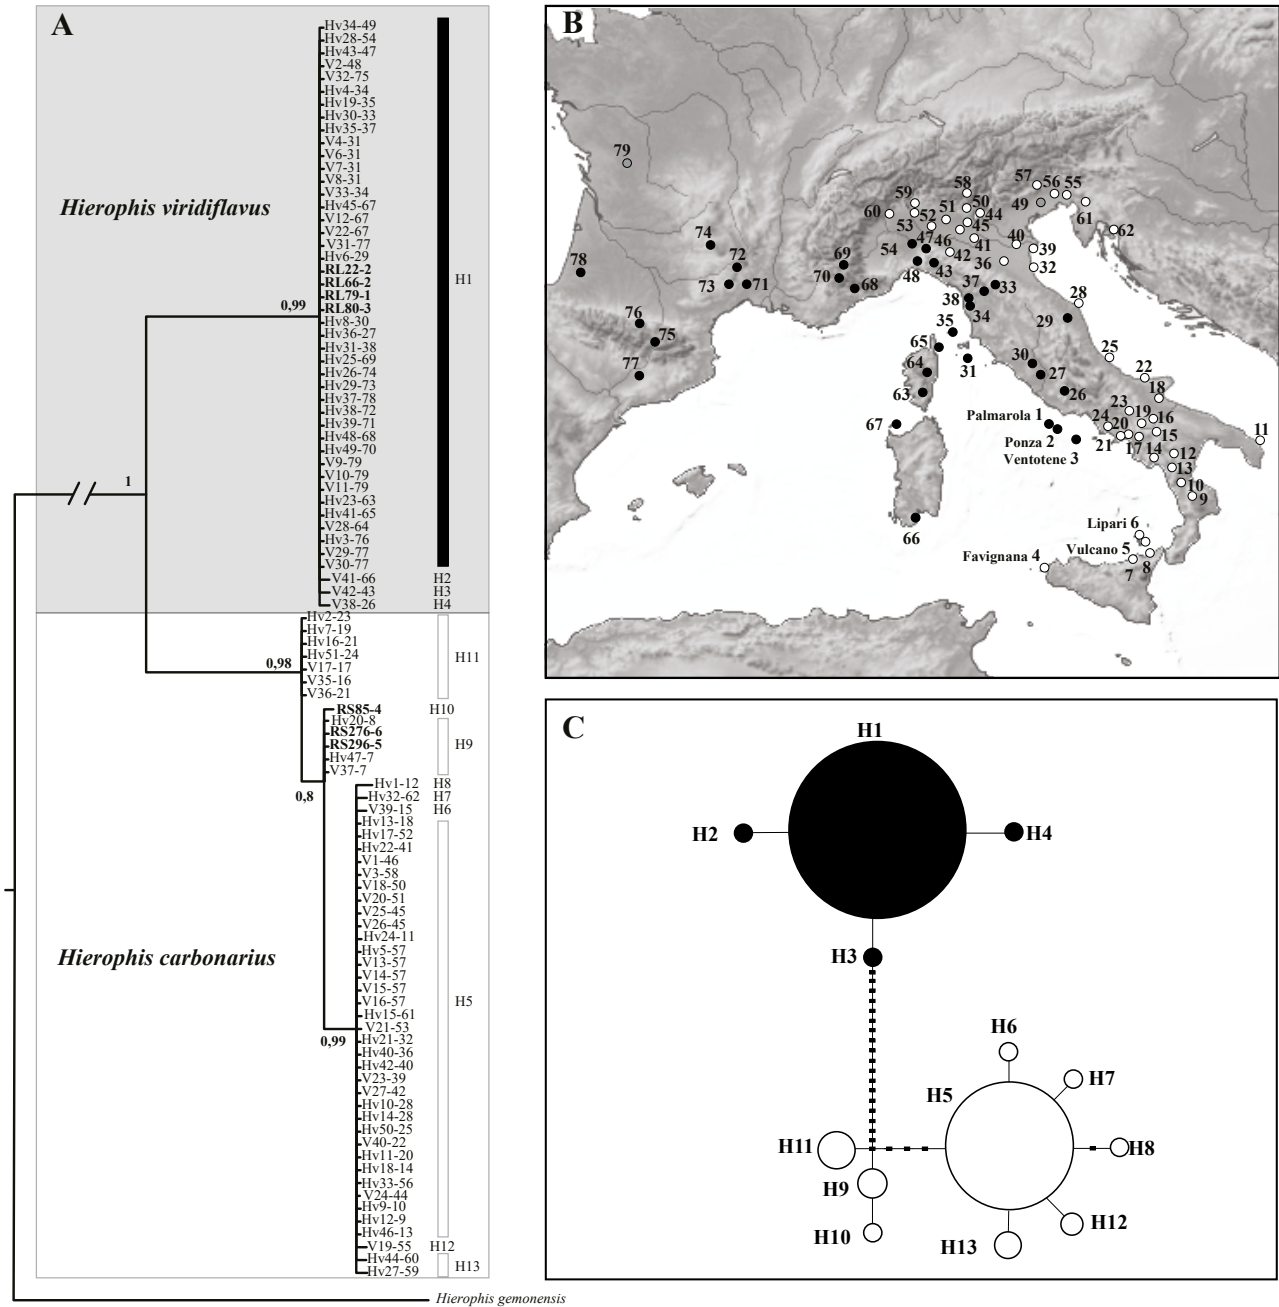 A
Hv34-49
Hv28-54
Hv43-47
V2-48
V32-75
Hv4-34
Hv19-35
Hv30-33
Hv35-37
V4-31
V6-31
V7-31
V8-31
V33-34
Hv45-67
V12-67
V22-67
V31-77
Hv6-29
RL22-2
RL66-2
RL79-1
RL80-3
Hv8-30
Hv36-27
Hv31-38
Hv25-69
Hv26-74
Hv29-73
Hv37-78
Hv38-72
Hv39-71
Hv48-68
Hv49-70
V9-79
V10-79
V11-79
Hv23-63
Hv41-65
V28-64
Hv3-76
V29-77
V30-77
V41-66
V42-43
V38-26
H1
H2
H3
H4
Hierophis viridiflavus
0,99
1
Hv2-23
Hv7-19
Hv16-21
Hv51-24
V17-17
V35-16
V36-21
H11
0,98
RS85-4
H10
Hv20-8
RS276-6
RS296-5
Hv47-7
V37-7
H9
0,8
Hv1-12 H8
Hv32-62 H7
V39-15 H6
Hv13-18
Hv17-52
Hv22-41
V1-46
V3-58
V18-50
V20-51
V25-45
V26-45
Hv24-11
Hv5-57
V13-57
V14-57
V15-57
V16-57
Hv15-61
V21-53
Hv21-32
Hv40-36
Hv42-40
V23-39
V27-42
Hv10-28
Hv14-28
Hv50-25
V40-22
Hv11-20
Hv18-14
Hv33-56
V24-44
Hv9-10
Hv12-9
Hv46-13
H5
V19-55 H12
Hv44-60
Hv27-59
H13
Hierophis carbonarius
0,99
Hierophis gemonensis
B
79
57
56
55
58
59
49
60
52
51
50
44
61
62
53
45
74
47
46
41
40
39
54
42
72
69
36
32
78
48
43
73
71
70
68
37
33
38
28
76
34
29
35
75
65
25
77
64
31
30
22
27
63
26
18
23
Palmarola 1
24
19
16
67
20
11
Ponza 2
21
17
15
Ventotene 3
14
12
13
10
9
Lipari 6
66
Vulcano 5
Favignana 4
8
7
C
H1
H2
H4
H3
H6
H7
H5
H11
H8
H9
H12
H10
H13